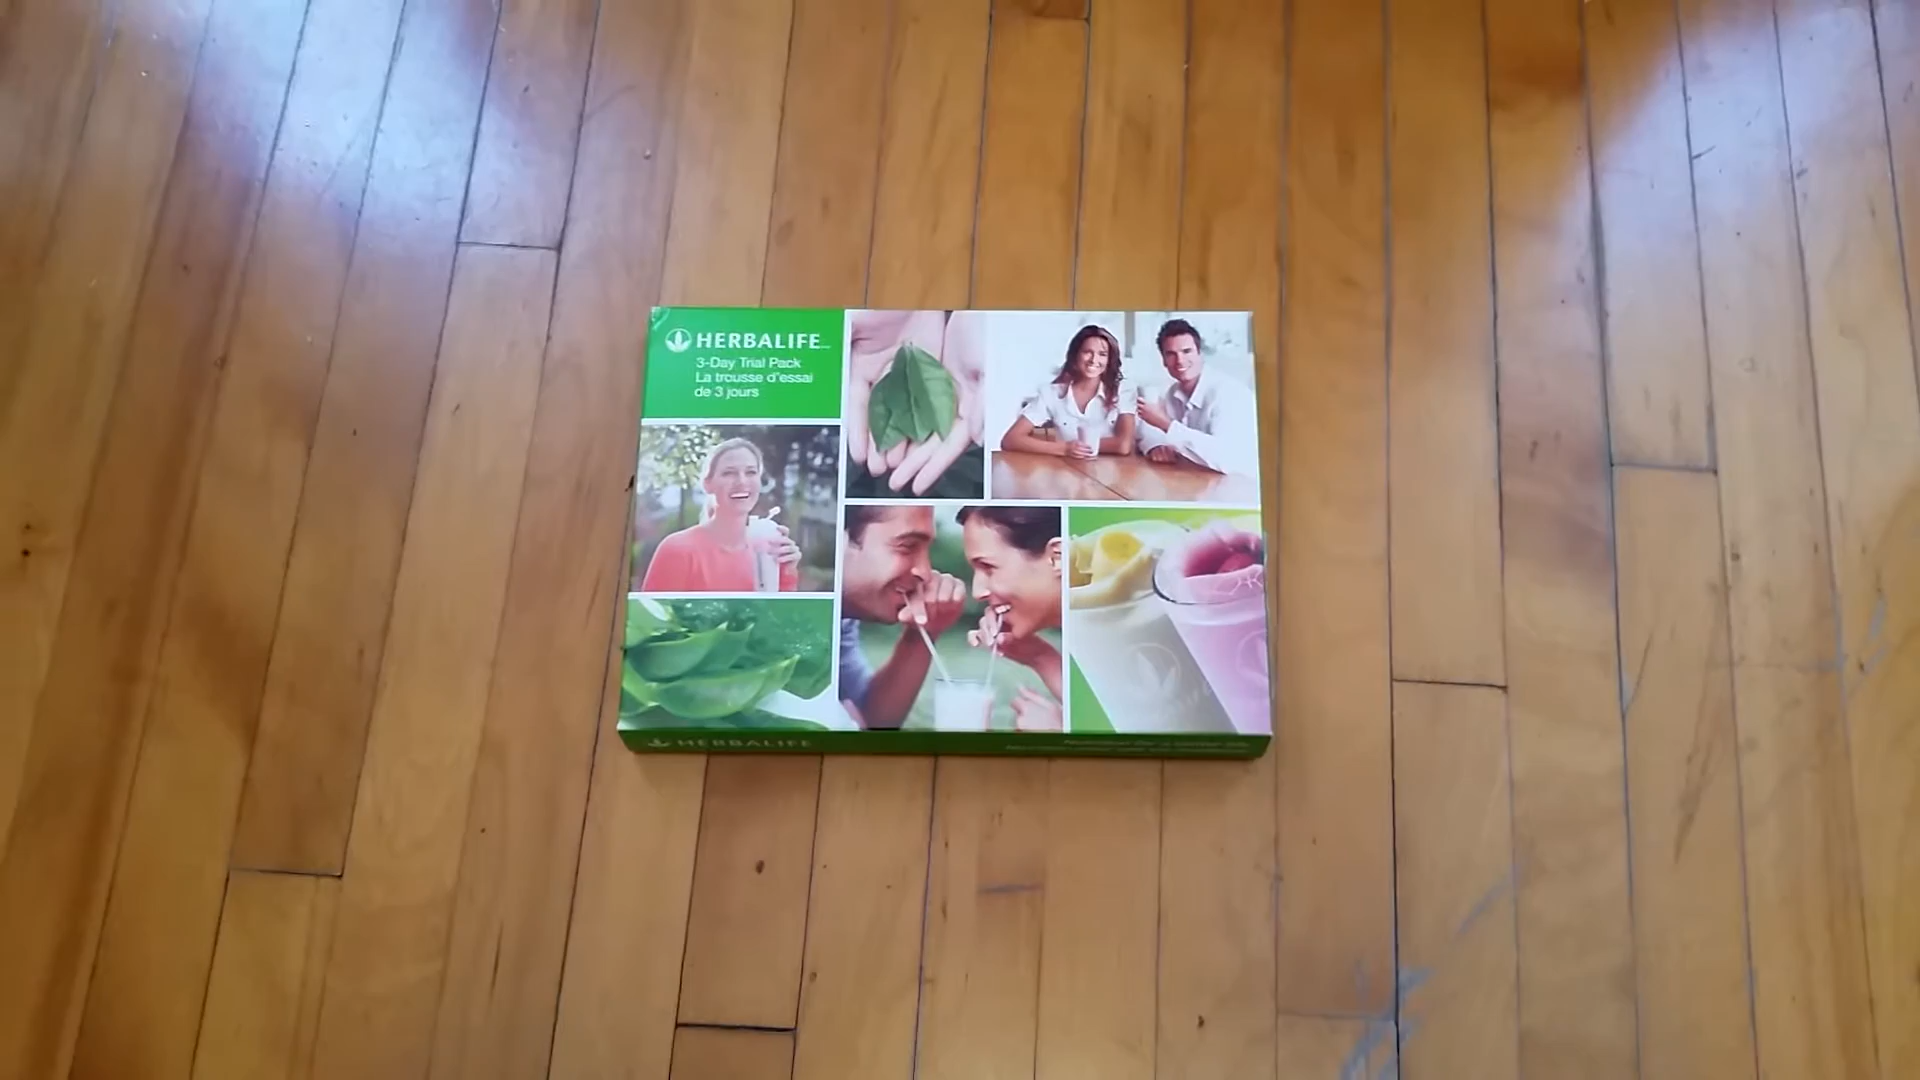 HERBALIFE
3-Day Trial Pack
La trousse d'essai
de 3 jours
HERBALIFE